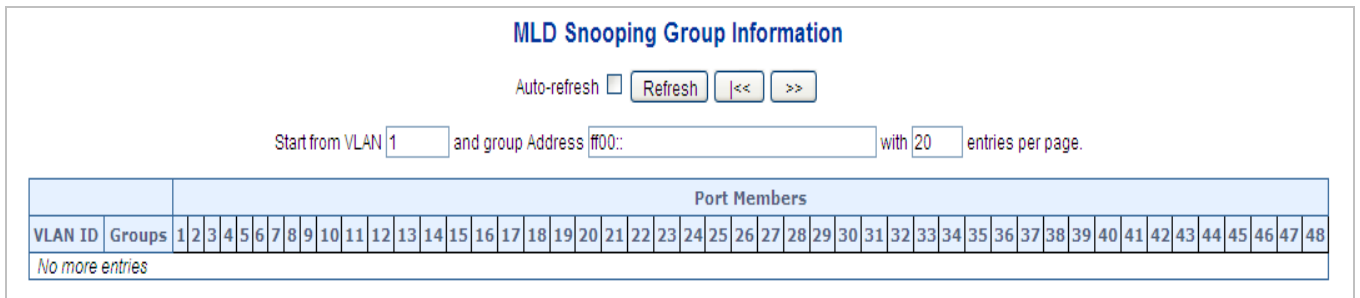 MLD Snooping Group Information
Auto-refresh Refresh |<< >>
Start from VLAN 1 and group Address ff00:: with 20 entries per page.
Port Members
VLAN ID Groups 1 2 3 4 5 6 7 8 9 10 11 12 13 14 15 16 17 18 19 20 21 22 23 24 25 26 27 28 29 30 31 32 33 34 35 36 37 38 39 40 41 42 43 44 45 46 47 48
No more entries